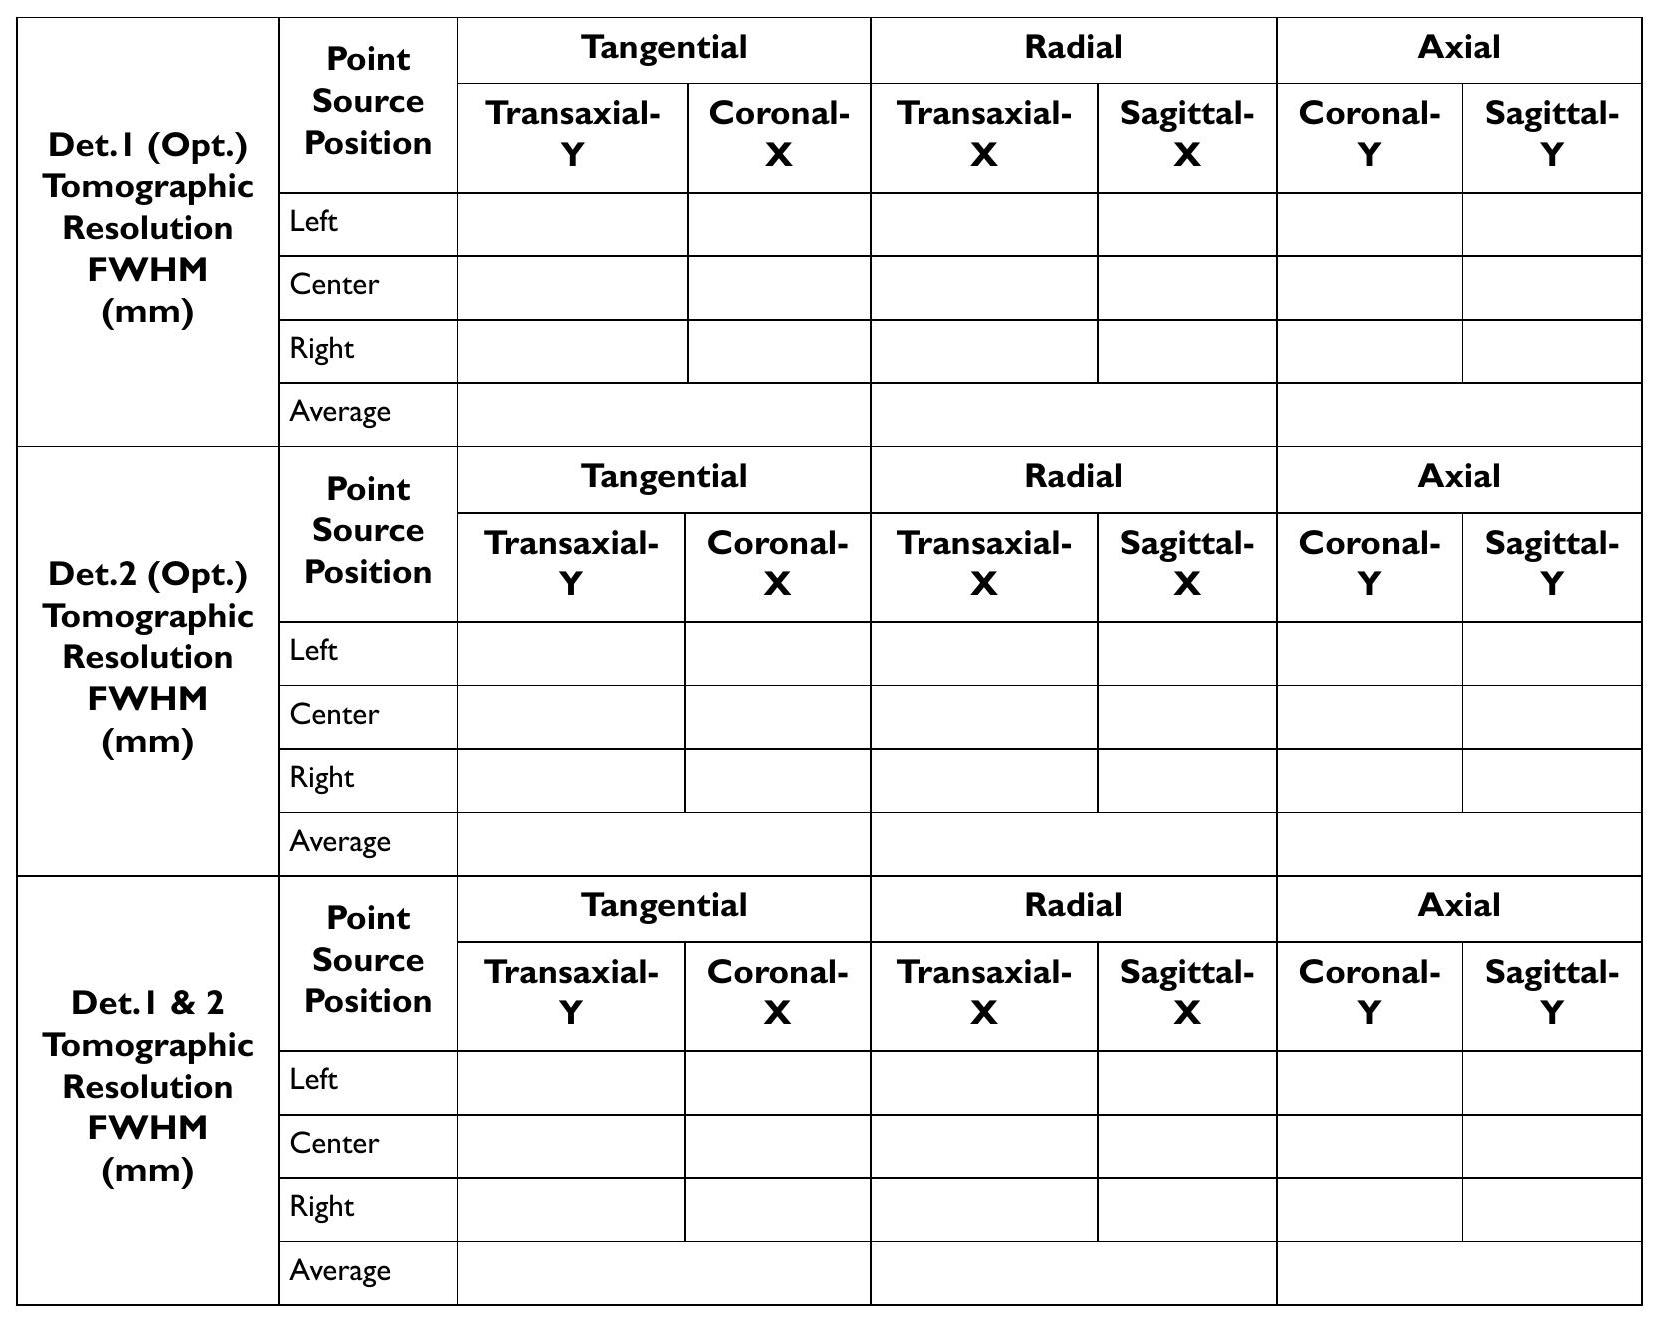 Det.1 (Opt.)
Tomographic
Resolution
FWHM
(mm)
Point
Source
Position
Tangential
Radial
Axial
Transaxial-
Y
Coronal-
X
Transaxial-
X
Sagittal-
X
Coronal-
Y
Sagittal-
Y
Left
Center
Right
Average
Det.2 (Opt.)
Tomographic
Resolution
FWHM
(mm)
Point
Source
Position
Tangential
Radial
Axial
Transaxial-
Y
Coronal-
X
Transaxial-
X
Sagittal-
X
Coronal-
Y
Sagittal-
Y
Left
Center
Right
Average
Det.1 & 2
Tomographic
Resolution
FWHM
(mm)
Point
Source
Position
Tangential
Radial
Axial
Transaxial-
Y
Coronal-
X
Transaxial-
X
Sagittal-
X
Coronal-
Y
Sagittal-
Y
Left
Center
Right
Average